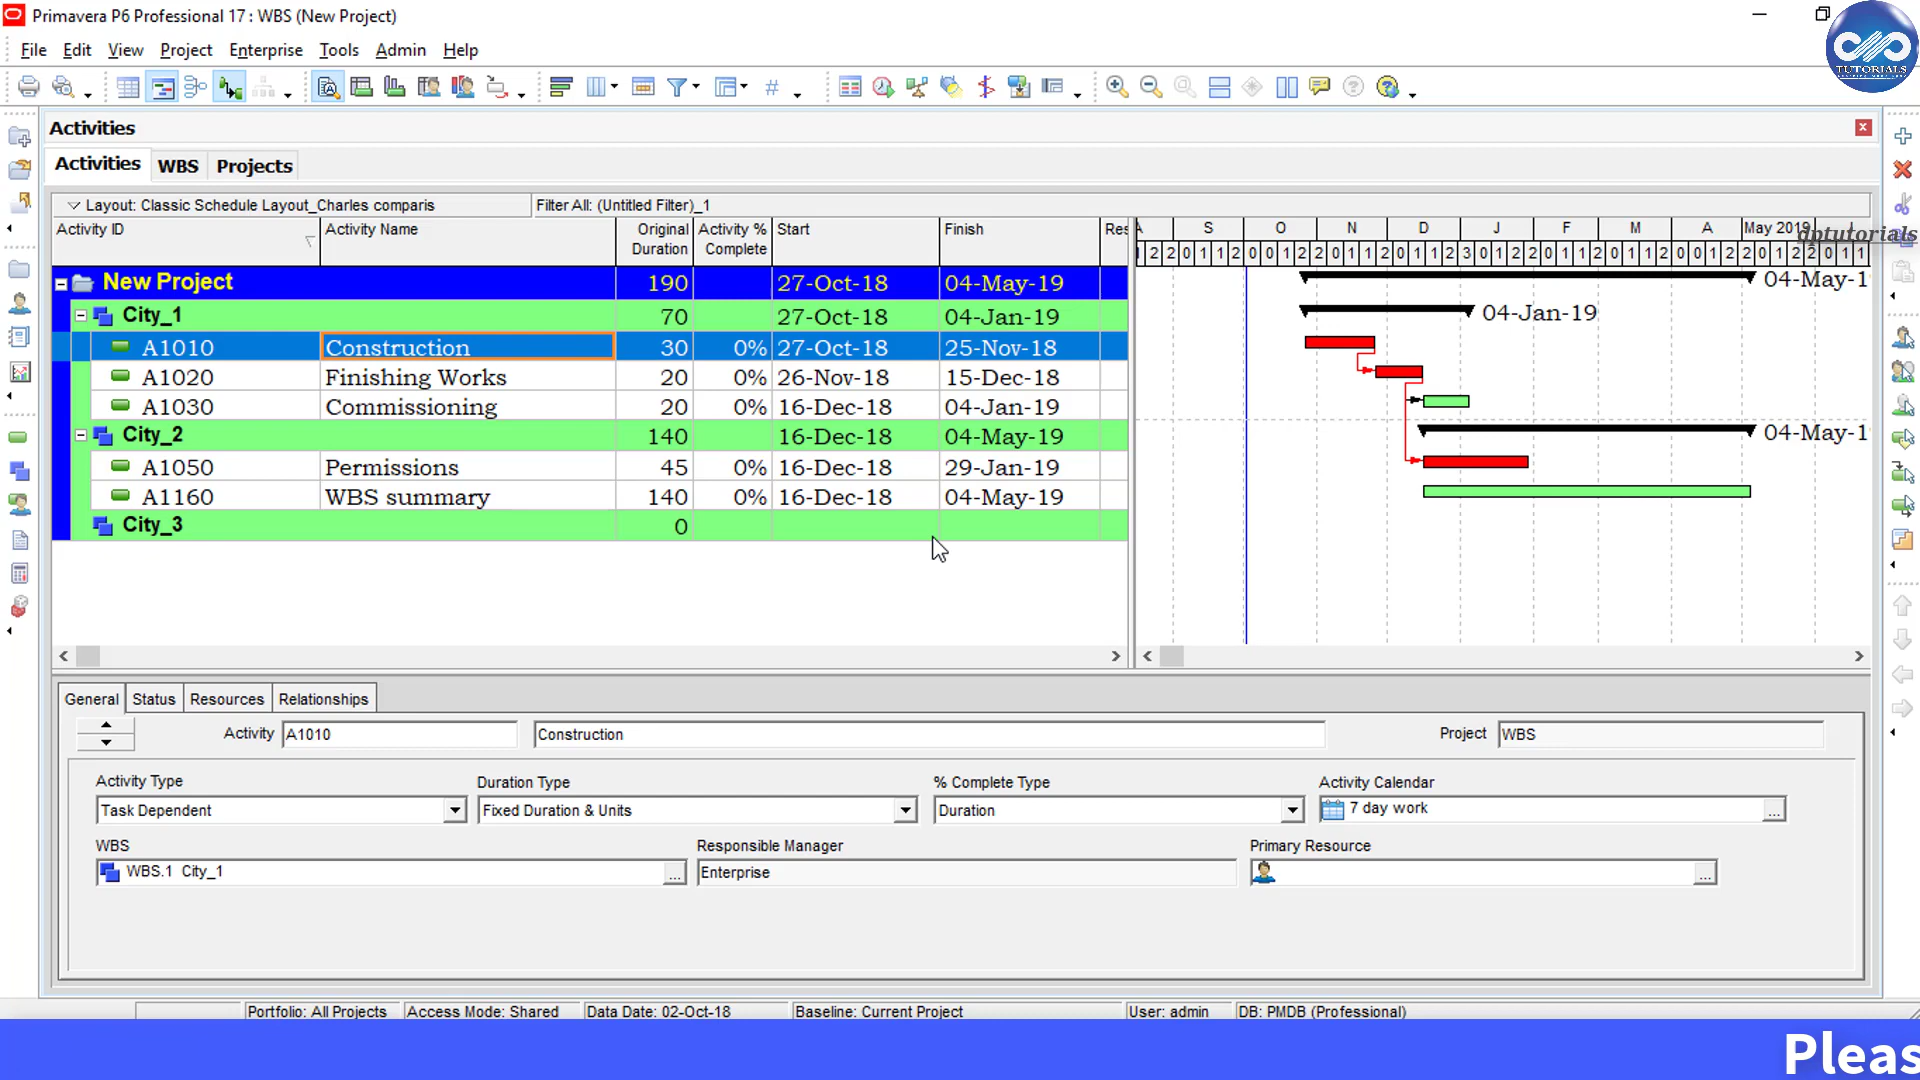 Primavera P6 Professional 17 : WBS (New Project)
File Edit View Project Enterprise Tools Admin Help
TUTORIALS
Activities
Activities WBS Projects
dptutorials
Layout: Classic Schedule Layout_Charles comparis Filter All: (Untitled Filter)_1
Activity ID Activity Name Original Duration Activity % Complete Start Finish Res
A S O N D J F M A May 2019
New Project 190 27-Oct-18 04-May-19 04-May-1
City_1 70 27-Oct-18 04-Jan-19 04-Jan-19
A1010 Construction 30 0% 27-Oct-18 25-Nov-18
A1020 Finishing Works 20 0% 26-Nov-18 15-Dec-18
A1030 Commissioning 20 0% 16-Dec-18 04-Jan-19
City_2 140 16-Dec-18 04-May-19 04-May-1
A1050 Permissions 45 0% 16-Dec-18 29-Jan-19
A1160 WBS summary 140 0% 16-Dec-18 04-May-19
City_3 0
General Status Resources Relationships
Activity A1010 Construction Project WBS
Activity Type Duration Type % Complete Type Activity Calendar
Task Dependent Fixed Duration & Units Duration 7 day work
WBS Responsible Manager Primary Resource
WBS.1 City_1 Enterprise
Portfolio: All Projects Access Mode: Shared Data Date: 02-Oct-18 Baseline: Current Project User: admin DB: PMDB (Professional)
Pleas